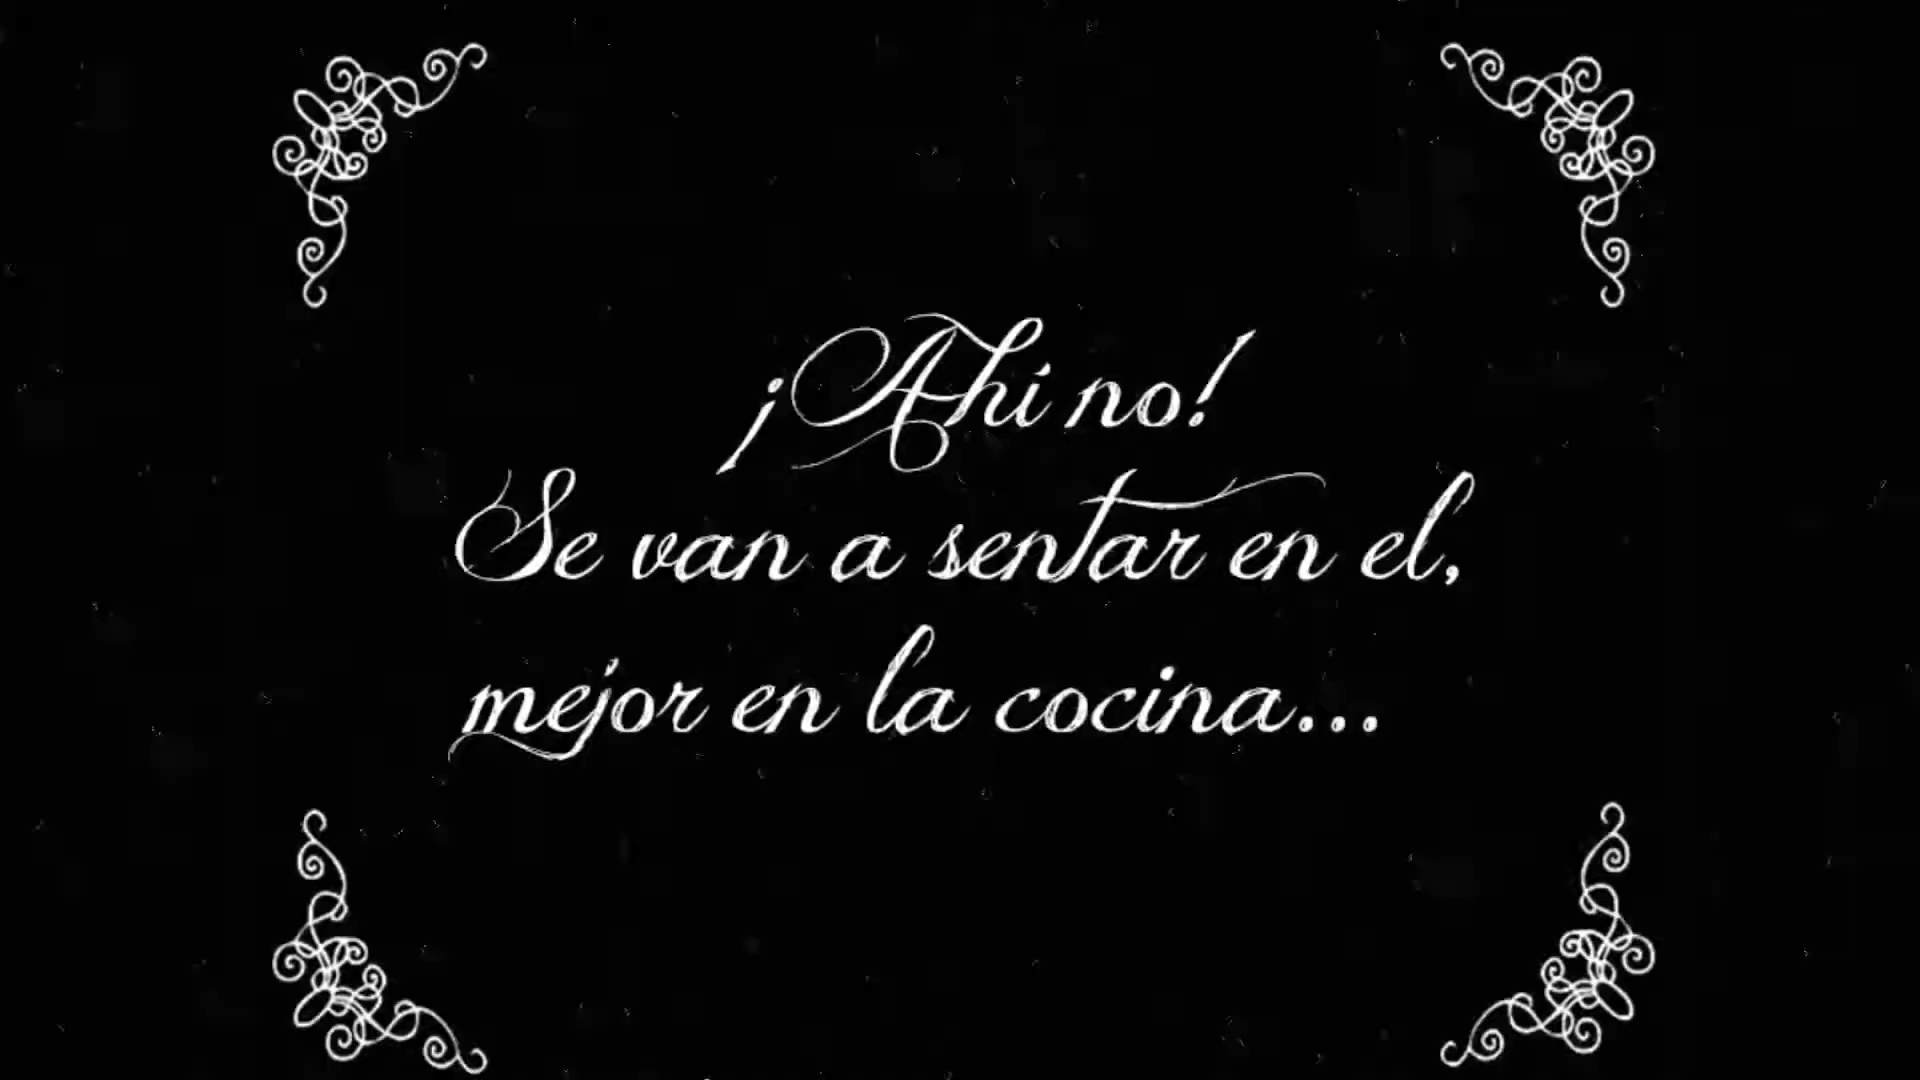 ¡Ahí no!
Se van a sentar en el,
mejor en la cocina...